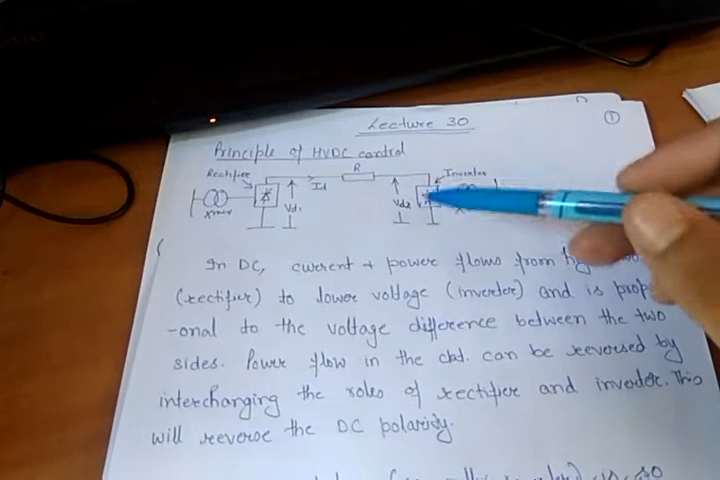 Lecture 30
1
Principle of HVDC control
Rectifier
R
Inverter
Xmer
Vd1
Id
Vd2
In DC, current + power flows from
(rectifier) to lower voltage (inverter) and is prop
-onal to the voltage difference between the two
sides. Power flow in the ckt. can be reversed by
interchanging the roles of rectifier and inverter. This
will reverse the DC polarity.
is so